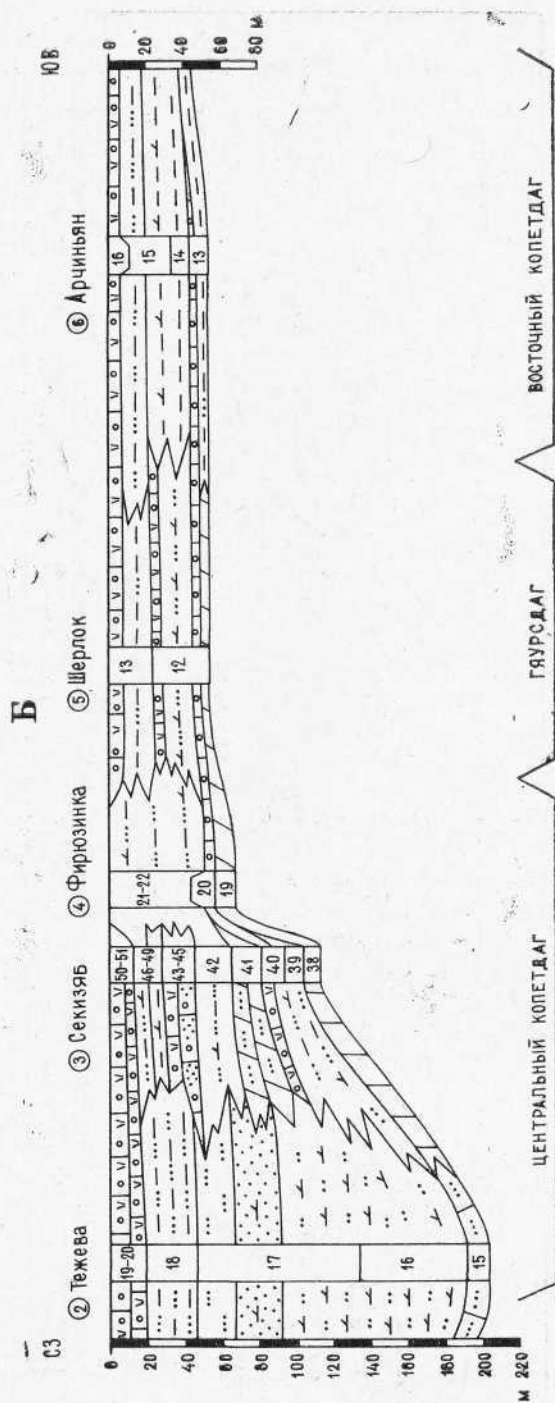 Б
СЗ
ЮВ
② Тежева
③ Секизяб
④ Фирюзинка
⑤ Шерлок
⑥ Арчиньян
0
20
40
60
80
100
120
140
160
180
200
220
м
19-20
18
17
16
15
50-51
46-49
43-45
42
41
40
39
38
21-22
20
19
13
12
16
15
14
13
0
20
40
60
80 м
ЦЕНТРАЛЬНЫЙ КОПЕТДАГ
ГЯУРСДАГ
ВОСТОЧНЫЙ КОПЕТДАГ